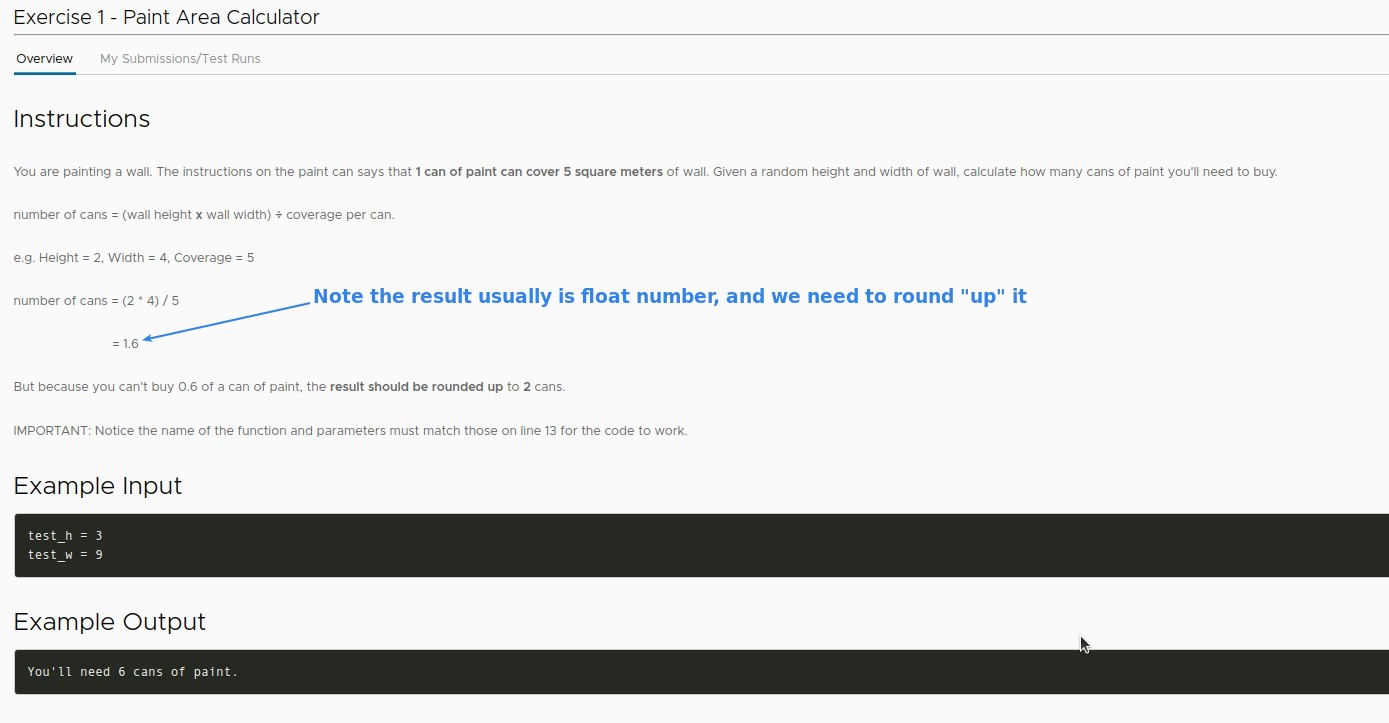 Exercise 1 - Paint Area Calculator
Overview
My Submissions/Test Runs
Instructions
You are painting a wall. The instructions on the paint can says that 1 can of paint can cover 5 square meters of wall. Given a random height and width of wall, calculate how many cans of paint you'll need to buy.
number of cans = (wall height x wall width) ÷ coverage per can.
e.g. Height = 2, Width = 4, Coverage = 5
number of cans = (2 * 4) / 5
Note the result usually is float number, and we need to round "up" it
= 1.6
But because you can't buy 0.6 of a can of paint, the result should be rounded up to 2 cans.
IMPORTANT: Notice the name of the function and parameters must match those on line 13 for the code to work.
Example Input
test_h = 3
test_w = 9
Example Output
You'll need 6 cans of paint.